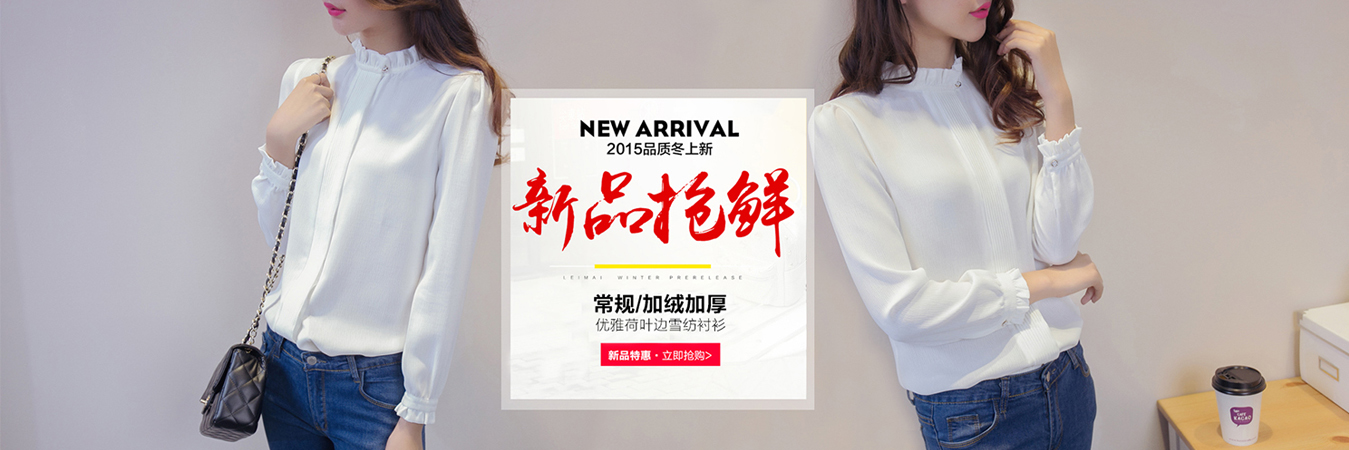 NEW ARRIVAL
2015品质冬上新
新品抢鲜
LEIMAI WINTER PRERELEASE
常规/加绒加厚
优雅荷叶边雪纺衬衫
新品特惠·立即抢购>
KACAO